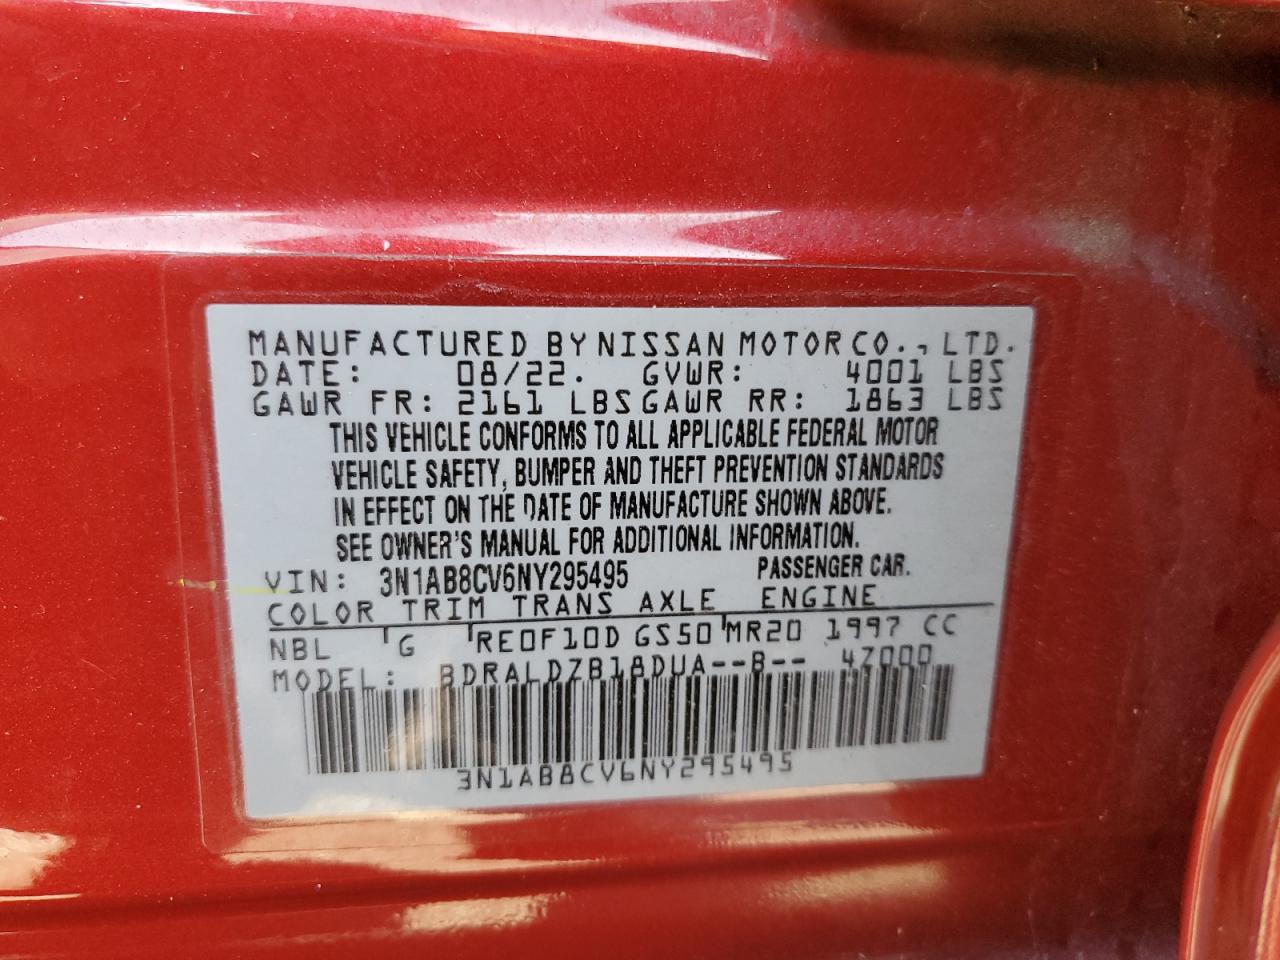 MANUFACTURED BY NISSAN MOTOR CO., LTD.
DATE: 08/22. GVWR: 4001 LBS
GAWR FR: 2161 LBS GAWR RR: 1863 LBS
THIS VEHICLE CONFORMS TO ALL APPLICABLE FEDERAL MOTOR
VEHICLE SAFETY, BUMPER AND THEFT PREVENTION STANDARDS
IN EFFECT ON THE DATE OF MANUFACTURE SHOWN ABOVE.
SEE OWNER'S MANUAL FOR ADDITIONAL INFORMATION.
VIN: 3N1AB8CV6NY295495 PASSENGER CAR.
COLOR TRIM TRANS AXLE ENGINE
NBL G RE0F10D GS50 MR20 1997 CC
MODEL: BDRALDZB18DUA--B-- 4Z000
3N1AB8CV6NY295495